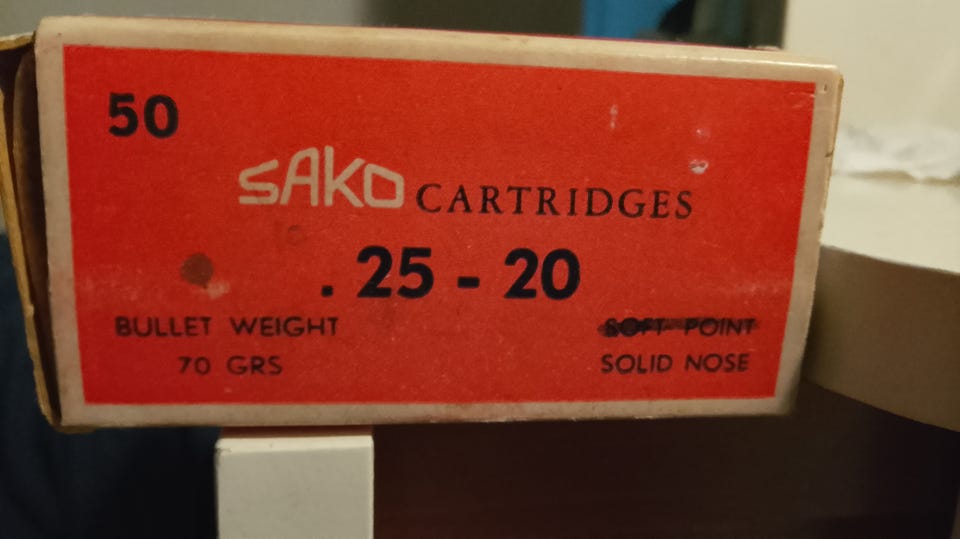 50
SAKO CARTRIDGES
. 25 - 20
BULLET WEIGHT
70 GRS
SOFT POINT
SOLID NOSE